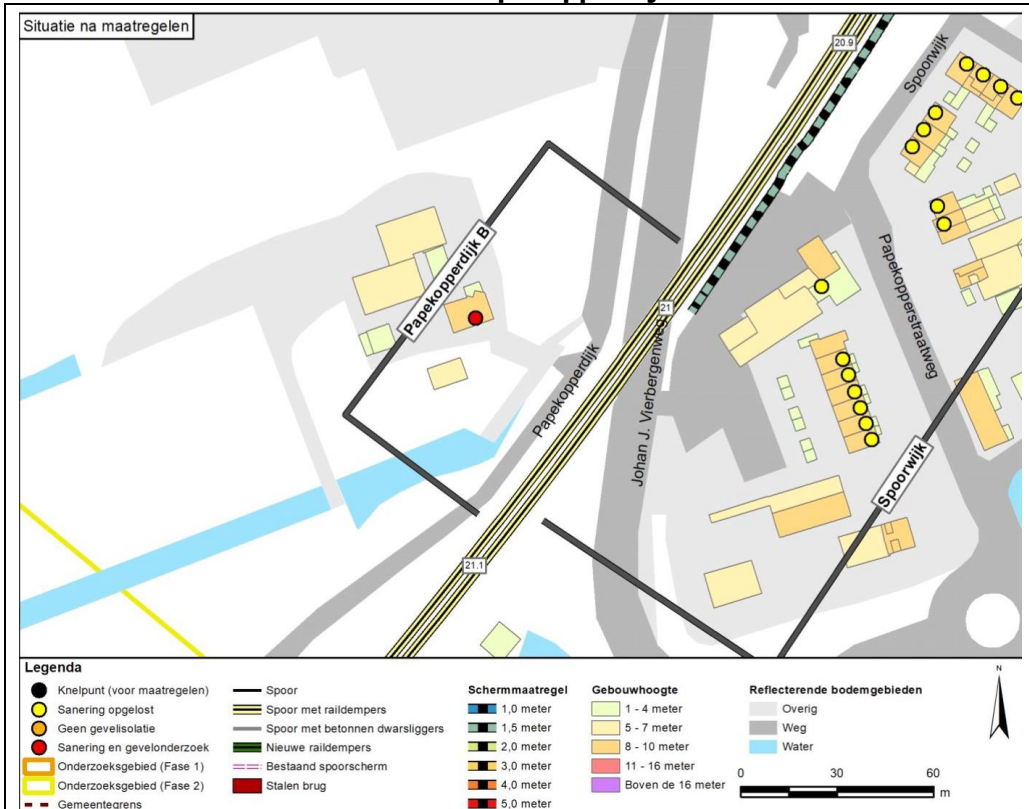 Situatie na maatregelen
20.9
Spoorwijk
Papekopperdijk B
Papekopperstraatweg
21
Papekopperdijk
Johan J. Vierbergenweg
Spoorwijk
21.1
Legenda
Knelpunt (voor maatregelen)
Sanering opgelost
Geen gevelisolatie
Sanering en gevelonderzoek
Onderzoeksgebied (Fase 1)
Onderzoeksgebied (Fase 2)
Gemeentegrens
Spoor
Spoor met raildempers
Spoor met betonnen dwarsliggers
Nieuwe raildempers
Bestaand spoorscherm
Stalen brug
Schermmaatregel
1,0 meter
1,5 meter
2,0 meter
3,0 meter
4,0 meter
5,0 meter
Gebouwhoogte
1 - 4 meter
5 - 7 meter
8 - 10 meter
11 - 16 meter
Boven de 16 meter
Reflecterende bodemgebieden
Overig
Weg
Water
N
0 30 60
m